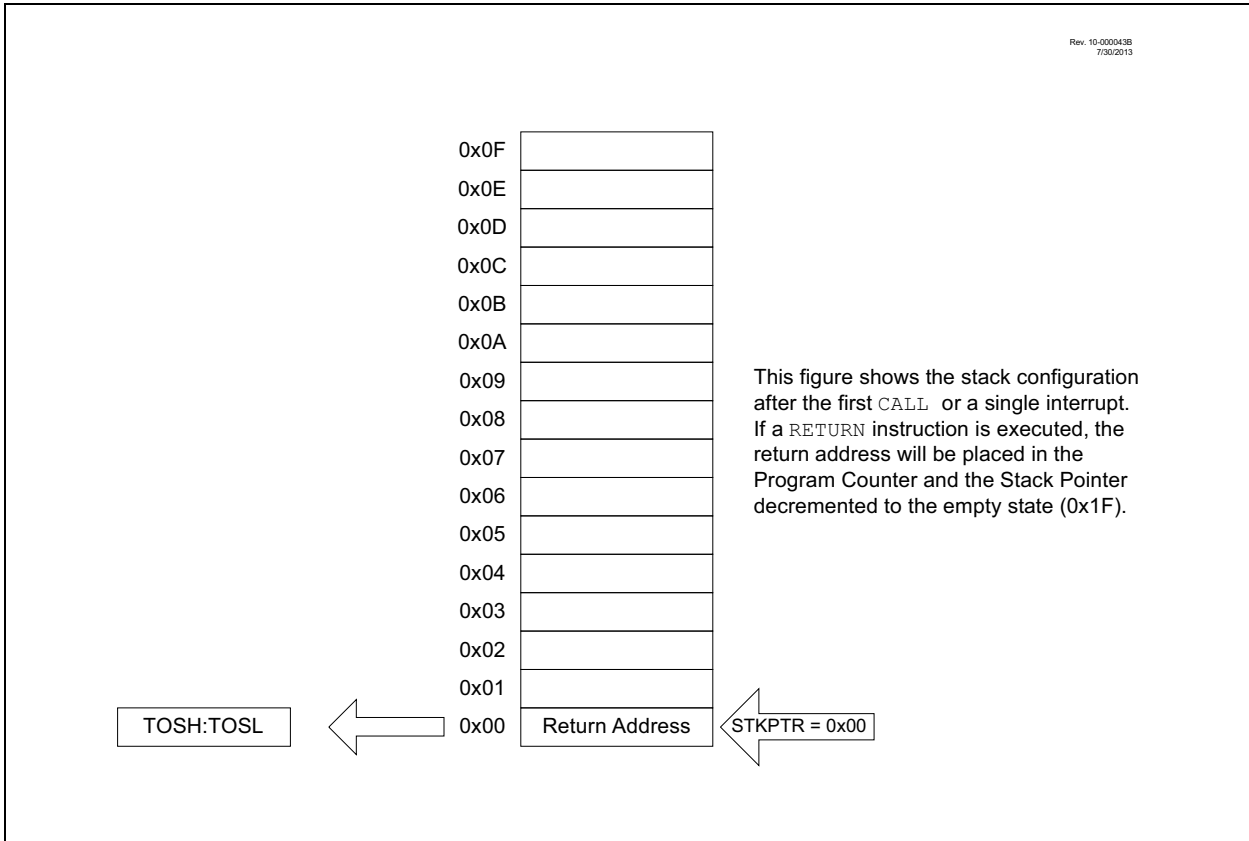 Rev. 10-000043B
7/30/2013
0x0F
0x0E
0x0D
0x0C
0x0B
0x0A
0x09
0x08
0x07
0x06
0x05
0x04
0x03
0x02
0x01
0x00
This figure shows the stack configuration
after the first CALL or a single interrupt.
If a RETURN instruction is executed, the
return address will be placed in the
Program Counter and the Stack Pointer
decremented to the empty state (0x1F).
TOSH:TOSL
Return Address
STKPTR = 0x00